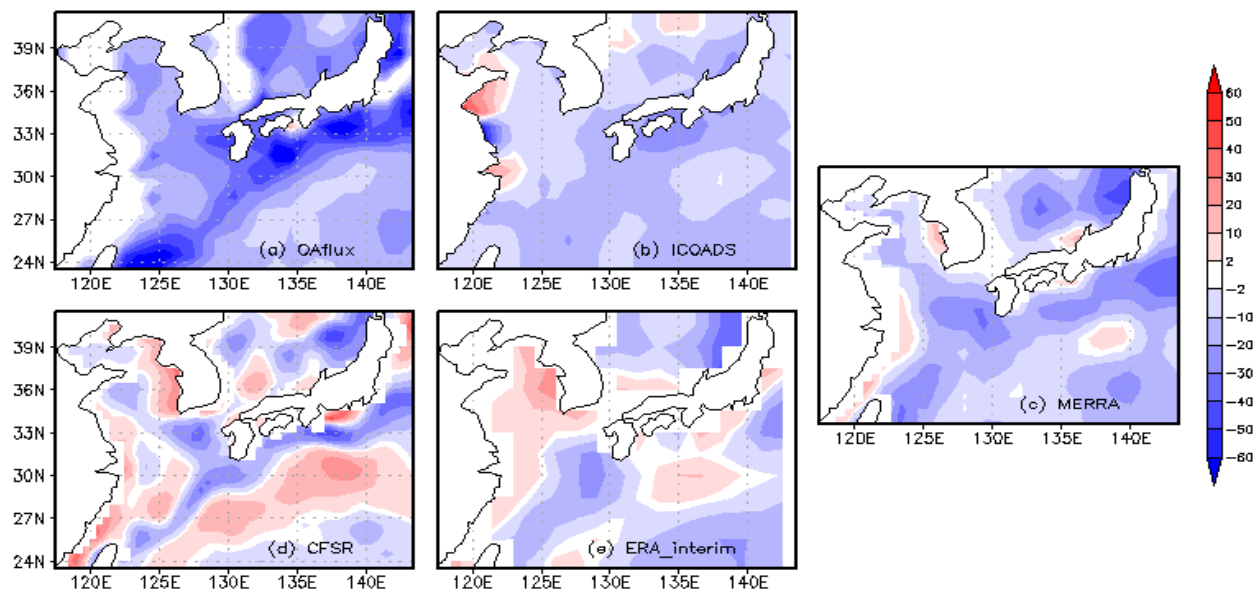 39N
36N
33N
30N
27N
24N
120E 125E 130E 135E 140E
(a) OAflux
120E 125E 130E 135E 140E
(b) ICOADS
39N
36N
33N
30N
27N
24N
120E 125E 130E 135E 140E
(d) CFSR
120E 125E 130E 135E 140E
(e) ERA_interim
120E 125E 130E 135E 140E
(c) MERRA
60
50
40
30
20
10
2
-2
-10
-20
-30
-40
-50
-60